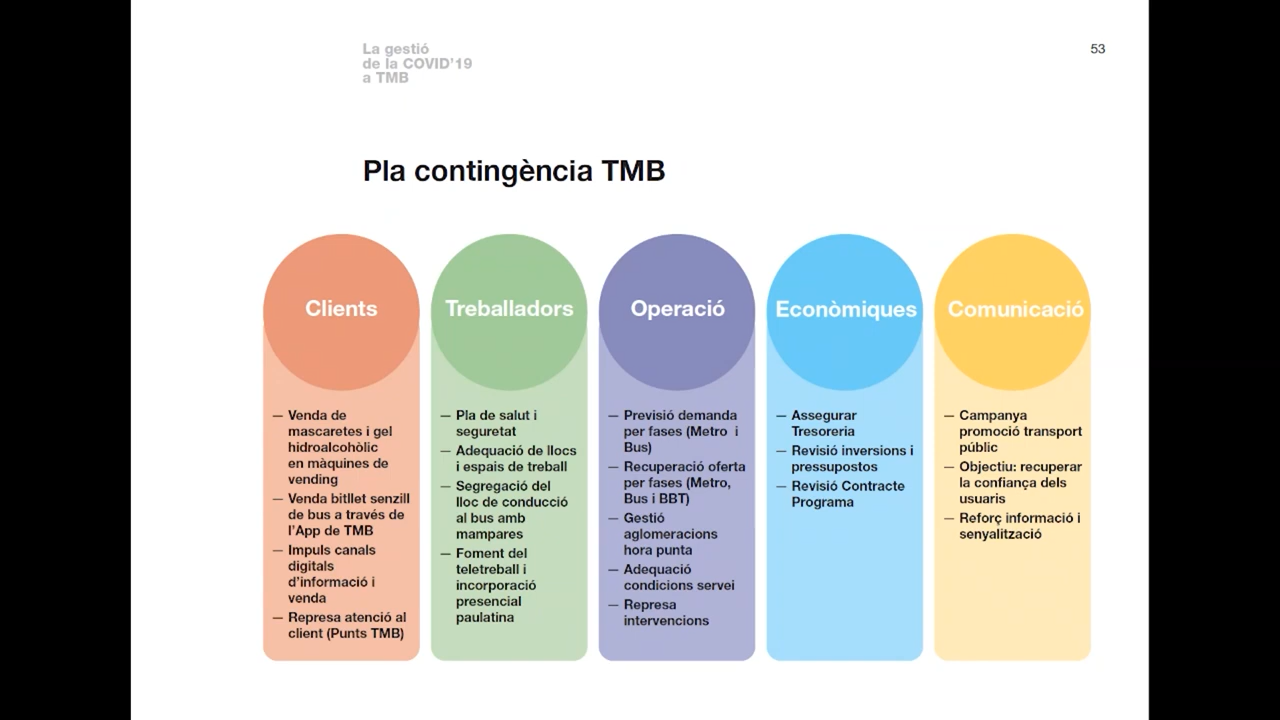 La gestió
de la COVID'19
a TMB
53
Pla contingència TMB
Clients
— Venda de
mascaretes i gel
hidroalcohòlic
en màquines de
vending
— Venda bitllet senzill
de bus a través de
l'App de TMB
— Impuls canals
digitals
d'informació i
venda
— Represa atenció al
client (Punts TMB)
Treballadors
— Pla de salut i
seguretat
— Adequació de llocs
i espais de treball
— Segregació del
lloc de conducció
al bus amb
mampares
— Foment del
teletreball i
incorporació
presencial
paulatina
Operació
— Previsió demanda
per fases (Metro i
Bus)
— Recuperació oferta
per fases (Metro,
Bus i BBT)
— Gestió
aglomeracions
hora punta
— Adequació
condicions servei
— Represa
intervencions
Econòmiques
— Assegurar
Tresoreria
— Revisió inversions i
pressupostos
— Revisió Contracte
Programa
Comunicació
— Campanya
promoció transport
públic
— Objectiu: recuperar
la confiança dels
usuaris
— Reforç informació i
senyalització